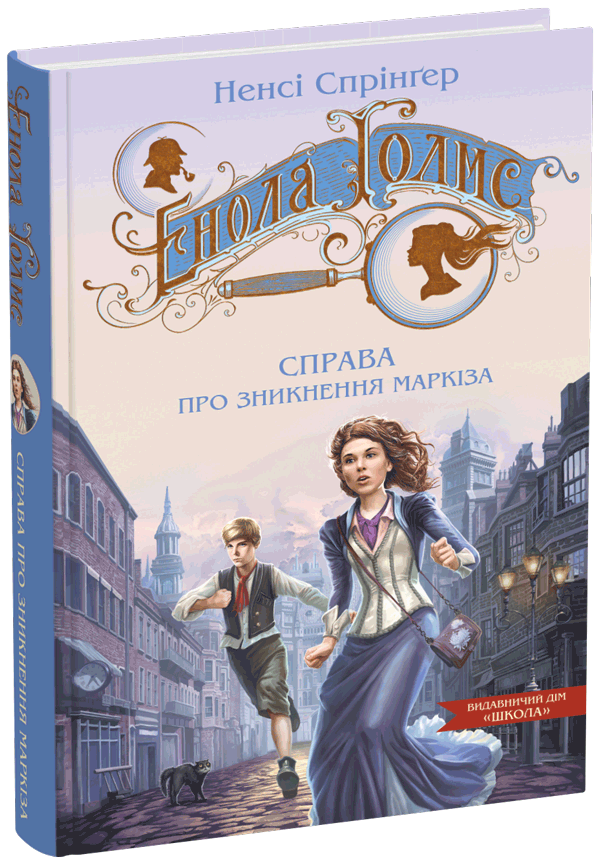 Ненсі Спрінґер
Енола Голмс
СПРАВА
ПРО ЗНИКНЕННЯ МАРКІЗА
ВИДАВНИЧИЙ ДІМ
«ШКОЛА»
Енола Голмс
СПРАВА ПРО ЗНИКНЕННЯ МАРКІЗА